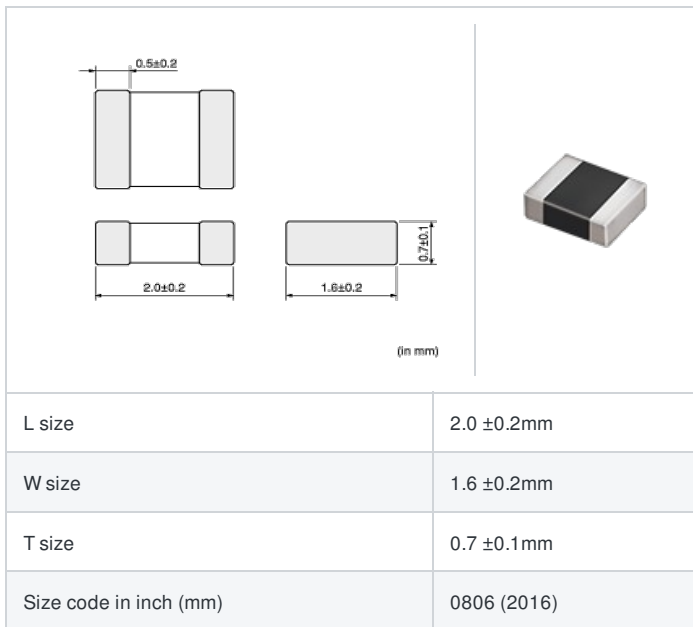 0.5±0.2
2.0±0.2
1.6±0.2
0.7±0.1
(in mm)
L size 2.0 ±0.2mm
W size 1.6 ±0.2mm
T size 0.7 ±0.1mm
Size code in inch (mm) 0806 (2016)